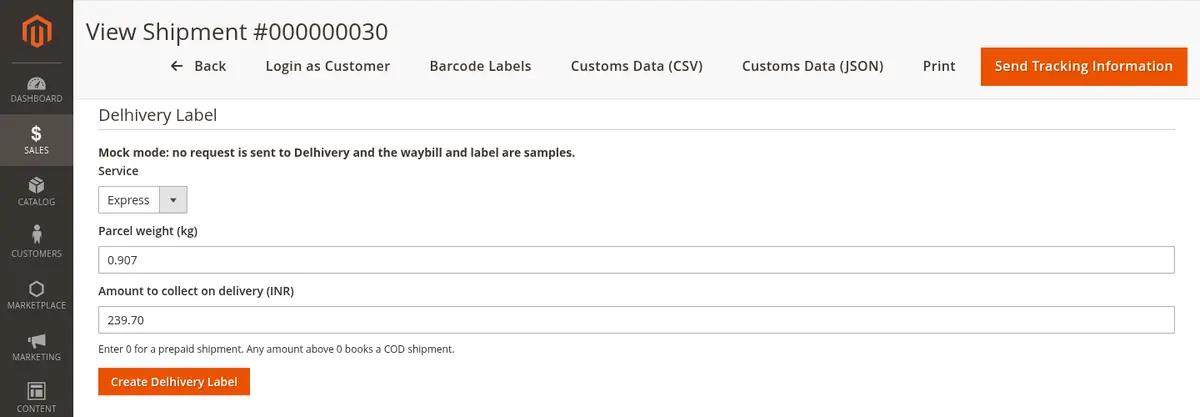 View Shipment #000000030
← Back Login as Customer Barcode Labels Customs Data (CSV) Customs Data (JSON) Print Send Tracking Information
DASHBOARD
$
SALES
CATALOG
CUSTOMERS
MARKETPLACE
MARKETING
CONTENT
Delhivery Label
Mock mode: no request is sent to Delhivery and the waybill and label are samples.
Service
Express
Parcel weight (kg)
0.907
Amount to collect on delivery (INR)
239.70
Enter 0 for a prepaid shipment. Any amount above 0 books a COD shipment.
Create Delhivery Label